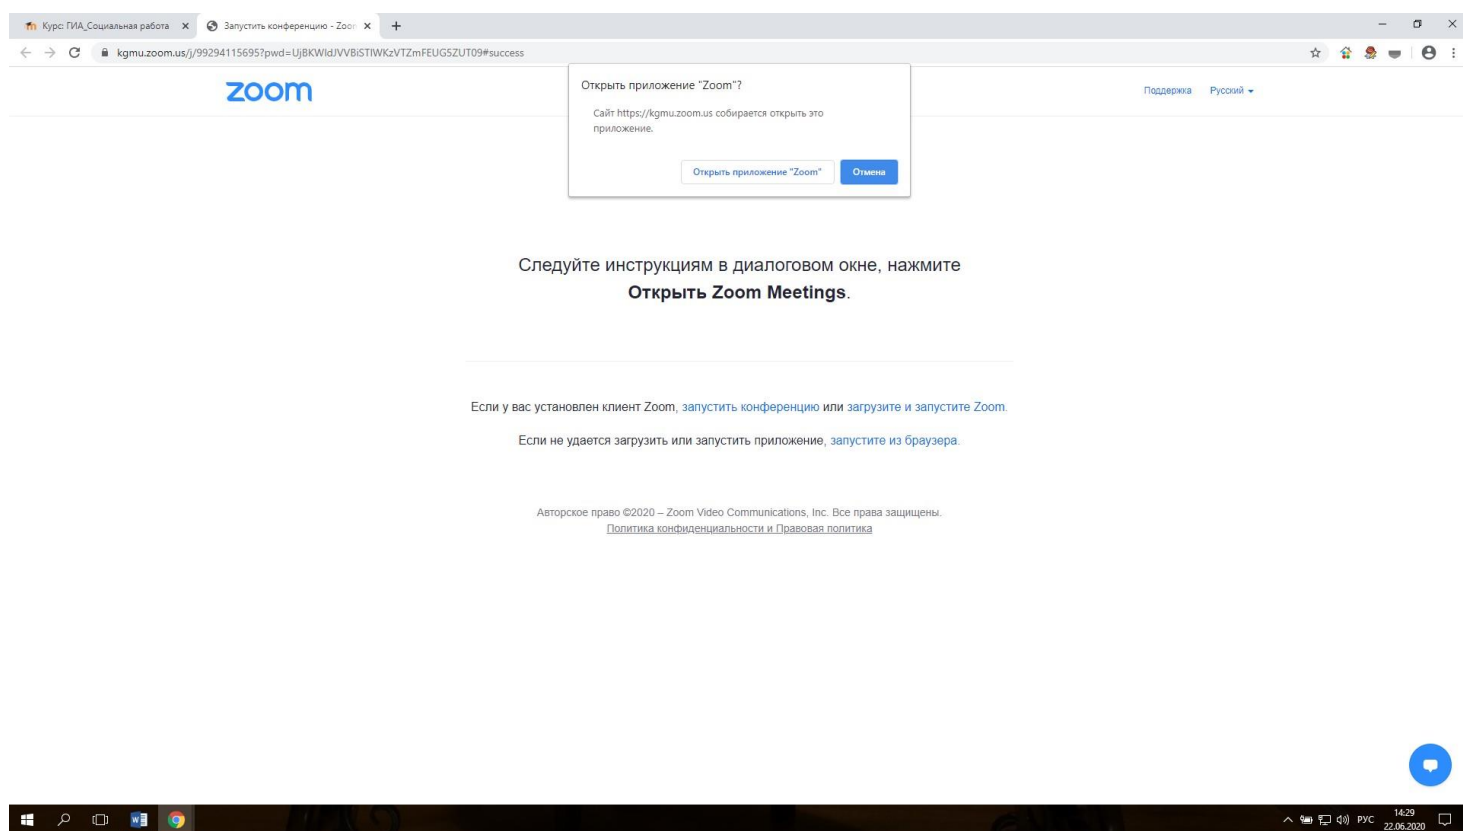 Курс: ГИА_Социальная работа
Запустить конференцию - Zoo
kgmu.zoom.us/j/99294115695?pwd=UjBKWldJVVBiSTlWKzVTZmFEUG5ZUT09#success
zoom
Поддержка Русский
Открыть приложение "Zoom"?
Сайт https://kgmu.zoom.us собирается открыть это
приложение.
Открыть приложение "Zoom" Отмена
Следуйте инструкциям в диалоговом окне, нажмите
Открыть Zoom Meetings.
Если у вас установлен клиент Zoom, запустить конференцию или загрузите и запустите Zoom.
Если не удается загрузить или запустить приложение, запустите из браузера.
Авторское право ©2020 – Zoom Video Communications, Inc. Все права защищены.
Политика конфиденциальности и Правовая политика
РУС
14:29
22.06.2020